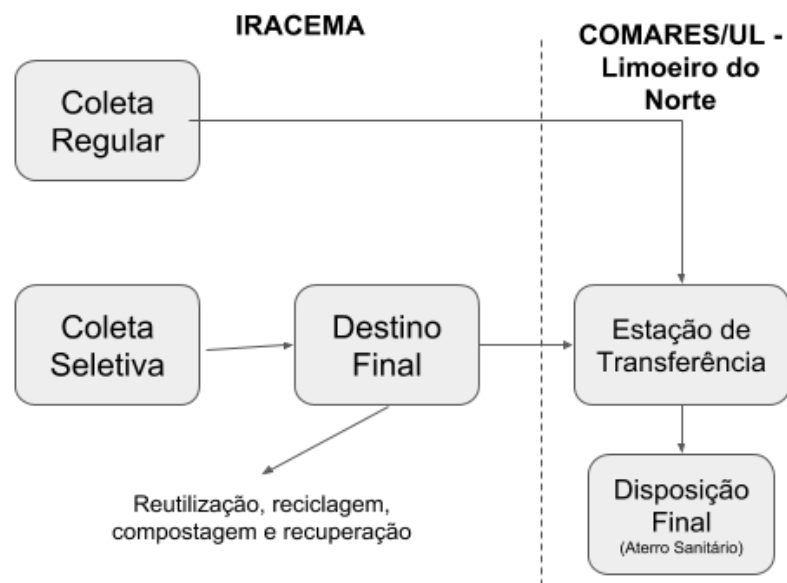 IRACEMA
COMARES/UL -
Limoeiro do
Norte
Coleta
Regular
Coleta
Seletiva
Destino
Final
Estação de
Transferência
Reutilização, reciclagem,
compostagem e recuperação
Disposição
Final
(Aterro Sanitário)